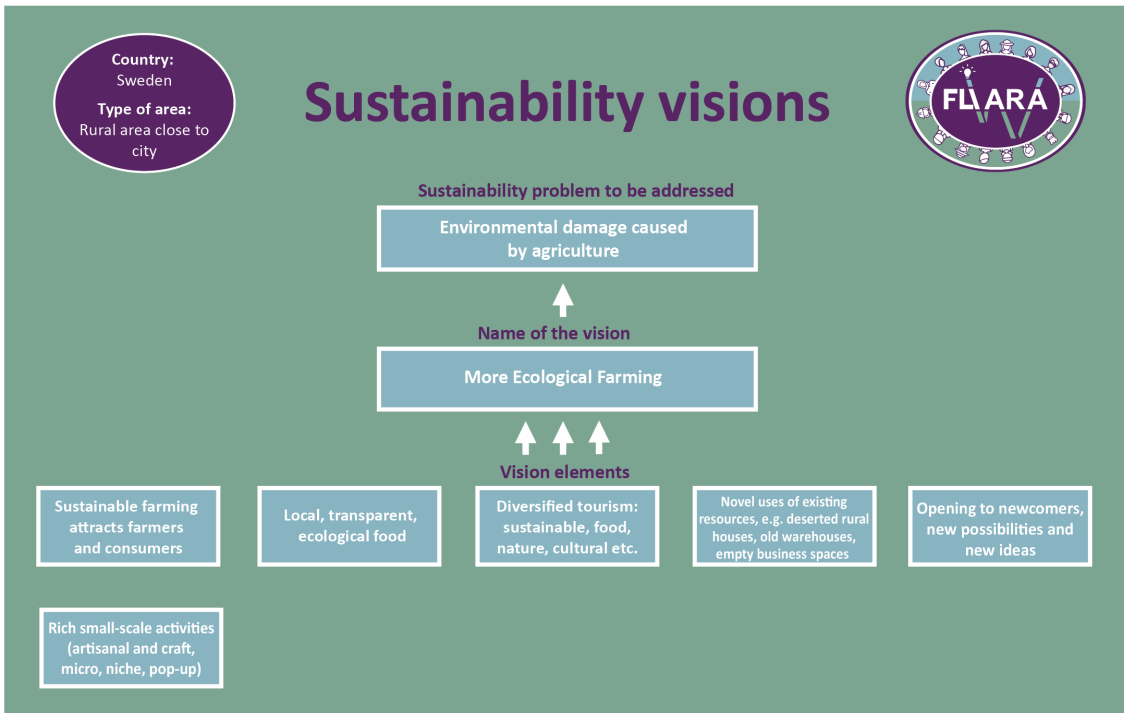 Country:
Sweden
Type of area:
Rural area close to
city
Sustainability visions
FLIARA
Sustainability problem to be addressed
Environmental damage caused
by agriculture
Name of the vision
More Ecological Farming
Vision elements
Sustainable farming
attracts farmers
and consumers
Local, transparent,
ecological food
Diversified tourism:
sustainable, food,
nature, cultural etc.
Novel uses of existing
resources, e.g. deserted rural
houses, old warehouses,
empty business spaces
Opening to newcomers,
new possibilities and
new ideas
Rich small-scale activities
(artisanal and craft,
micro, niche, pop-up)